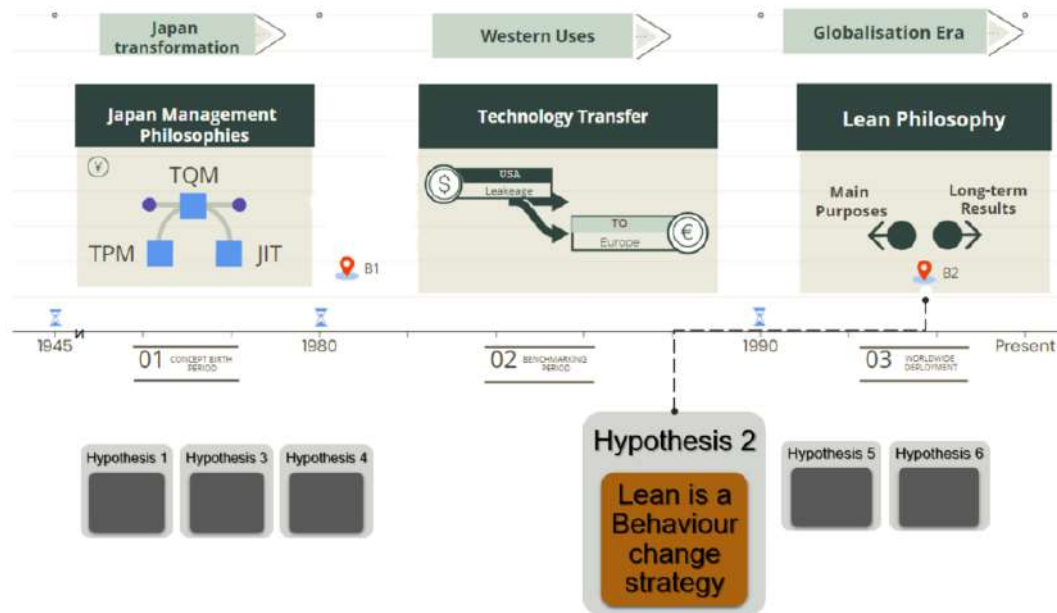 Japan
transformation
Western Uses
Globalisation Era
Japan Management
Philosophies
Technology Transfer
Lean Philosophy
¥
TQM
TPM
JIT
B1
$
USA
Leakeage
TO
Europe
€
Main
Purposes
Long-term
Results
B2
1945
1980
1990
Present
01 CONCEPT BIRTH
PERIOD
02 BENCHMARKING
PERIOD
03 WORLDWIDE
DEPLOYMENT
Hypothesis 1
Hypothesis 3
Hypothesis 4
Hypothesis 2
Lean is a
Behaviour
change
strategy
Hypothesis 5
Hypothesis 6